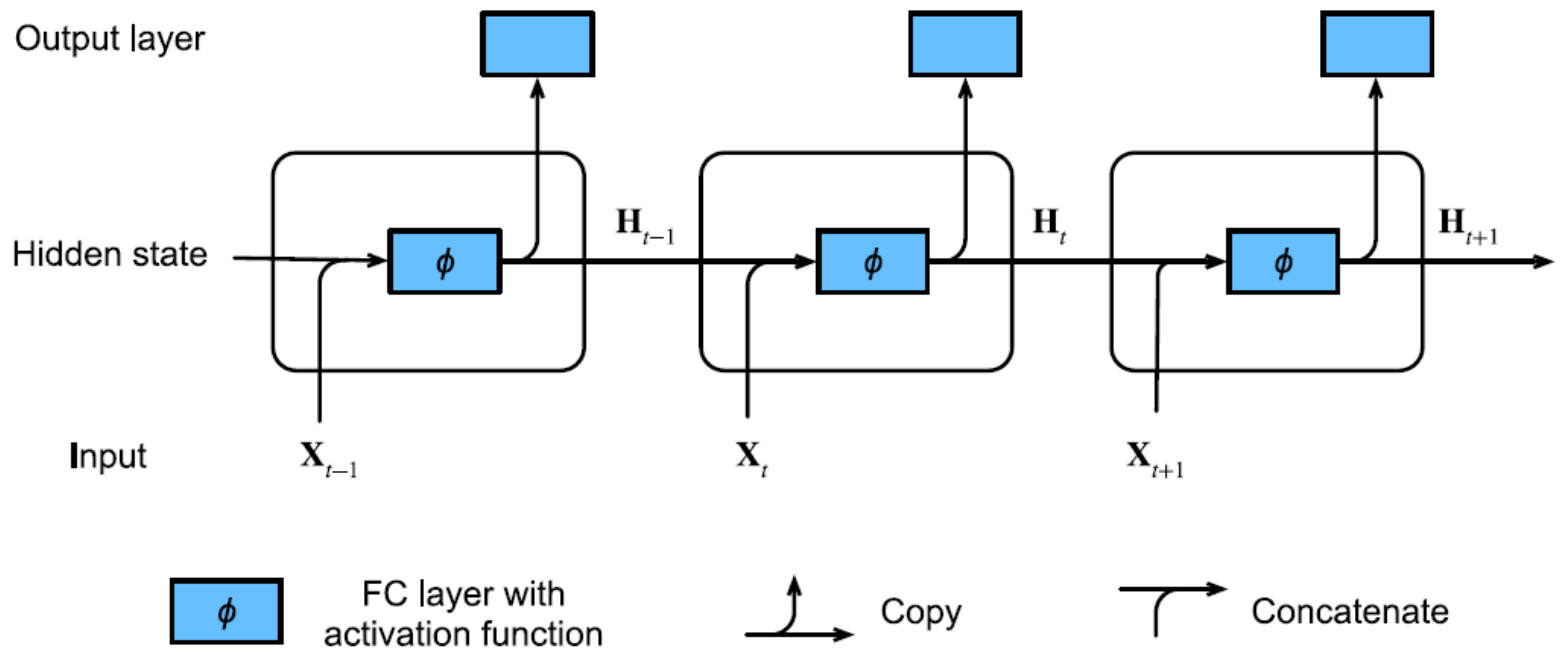 Output layer
Hidden state
ϕ
H_{t−1}
ϕ
H_t
ϕ
H_{t+1}
Input
X_{t−1}
X_t
X_{t+1}
ϕ
FC layer with
activation function
Copy
Concatenate